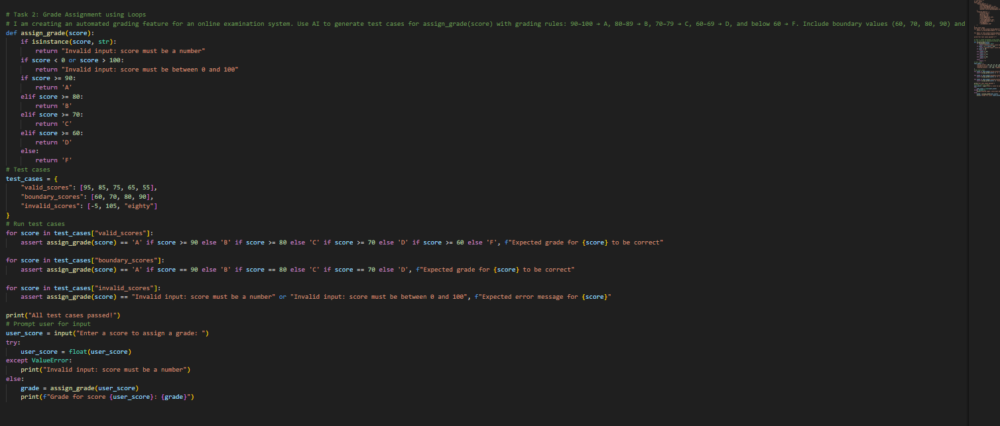 # Task 2: Grade Assignment using Loops
# I am creating an automated grading feature for an online examination system. Use AI to generate test cases for assign_grade(score) with grading rules: 90–100 → A, 80–89 → B, 70–79 → C, 60–69 → D, and below 60 → F. Include boundary values (60, 70, 80, 90) and
def assign_grade(score):
    if isinstance(score, str):
        return "Invalid input: score must be a number"
    if score < 0 or score > 100:
        return "Invalid input: score must be between 0 and 100"
    if score >= 90:
        return 'A'
    elif score >= 80:
        return 'B'
    elif score >= 70:
        return 'C'
    elif score >= 60:
        return 'D'
    else:
        return 'F'
# Test cases
test_cases = {
    "valid_scores": [95, 85, 75, 65, 55],
    "boundary_scores": [60, 70, 80, 90],
    "invalid_scores": [-5, 105, "eighty"]
}
# Run test cases
for score in test_cases["valid_scores"]:
    assert assign_grade(score) == 'A' if score >= 90 else 'B' if score >= 80 else 'C' if score >= 70 else 'D' if score >= 60 else 'F', f"Expected grade for {score} to be correct"

for score in test_cases["boundary_scores"]:
    assert assign_grade(score) == 'A' if score == 90 else 'B' if score == 80 else 'C' if score == 70 else 'D', f"Expected grade for {score} to be correct"

for score in test_cases["invalid_scores"]:
    assert assign_grade(score) == "Invalid input: score must be a number" or "Invalid input: score must be between 0 and 100", f"Expected error message for {score}"

print("All test cases passed!")
# Prompt user for input
user_score = input("Enter a score to assign a grade: ")
try:
    user_score = float(user_score)
except ValueError:
    print("Invalid input: score must be a number")
else:
    grade = assign_grade(user_score)
    print(f"Grade for score {user_score}: {grade}")